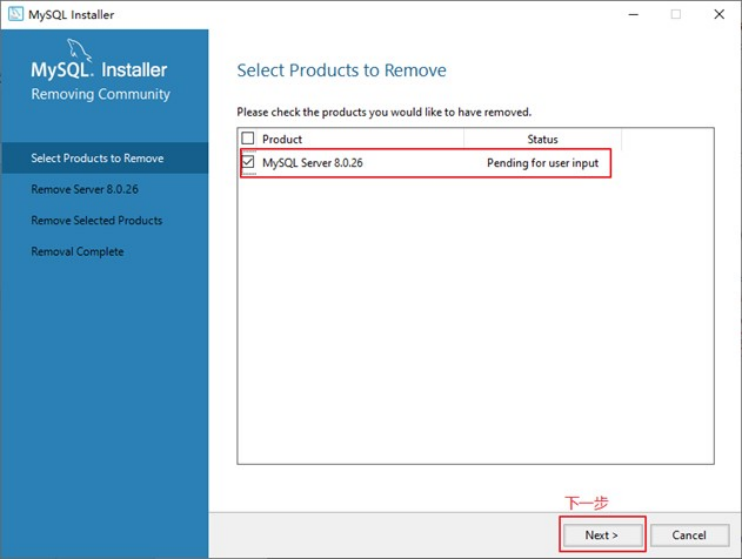 MySQL Installer
MySQL. Installer
Removing Community
Select Products to Remove
Remove Server 8.0.26
Remove Selected Products
Removal Complete
Select Products to Remove
Please check the products you would like to have removed.
Product Status
MySQL Server 8.0.26 Pending for user input
下一步
Next > Cancel